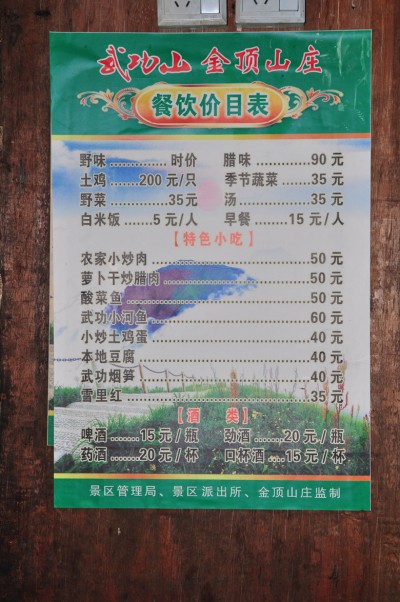 武功山 金顶山庄
餐饮价目表
野味...........时价 腊味...........90 元
土鸡.......200 元/只 季节蔬菜......35 元
野菜...............35元 汤...............35 元
白米饭.......5 元/人 早餐........15 元/人
【特色小吃】
农家小炒肉......................................50 元
萝卜干炒腊肉...................................50 元
酸菜鱼............................................50 元
武功小河鱼......................................60 元
小炒土鸡蛋......................................40 元
本地豆腐.........................................40 元
武功烟笋.........................................40 元
雪里红............................................35 元
【酒 类】
啤酒......15 元/瓶 劲酒.......20 元/瓶
药酒......20 元/杯 口杯酒....15 元/杯
景区管理局、景区派出所、金顶山庄监制